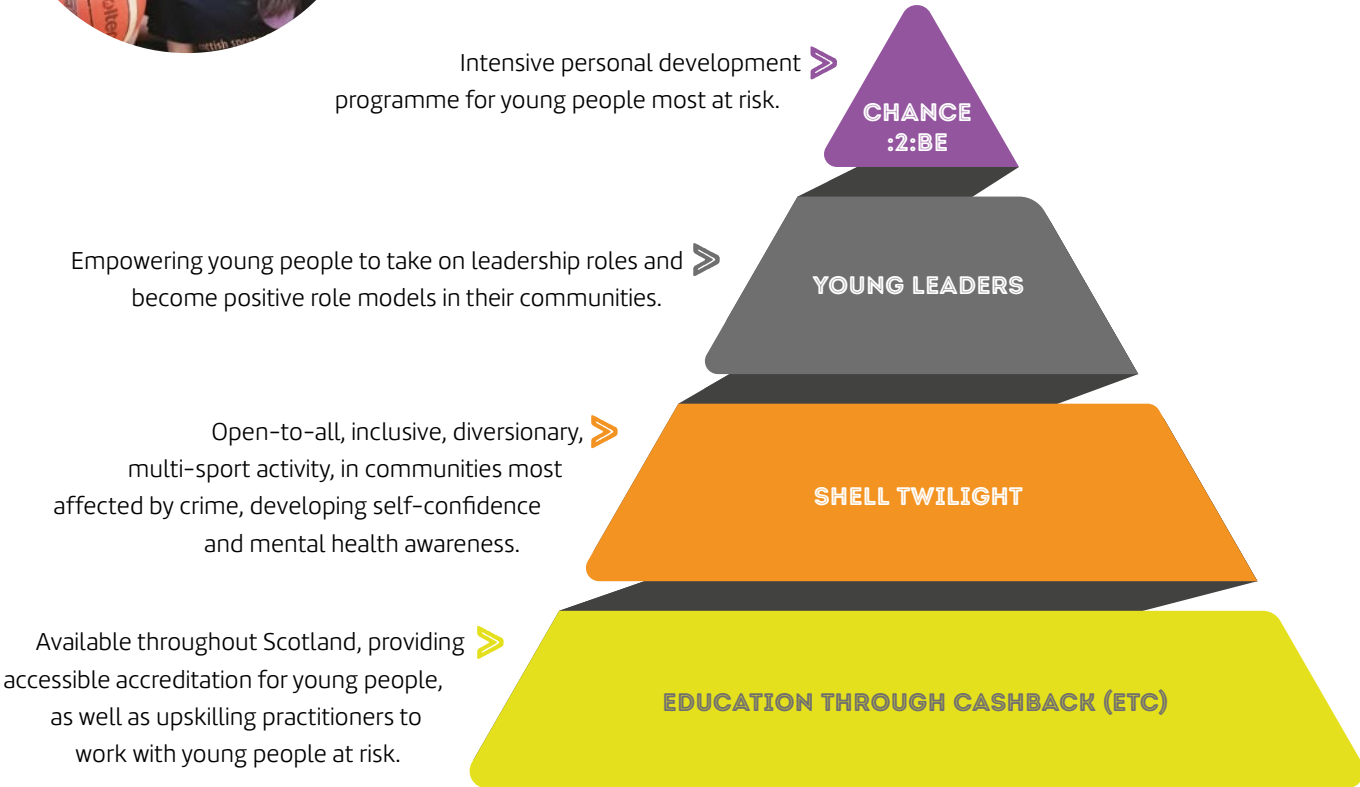 olte
ttish spor
Intensive personal development
programme for young people most at risk.
CHANCE
:2:BE
Empowering young people to take on leadership roles and
become positive role models in their communities.
YOUNG LEADERS
Open-to-all, inclusive, diversionary,
multi-sport activity, in communities most
affected by crime, developing self-confidence
and mental health awareness.
SHELL TWILIGHT
Available throughout Scotland, providing
accessible accreditation for young people,
as well as upskilling practitioners to
work with young people at risk.
EDUCATION THROUGH CASHBACK (ETC)